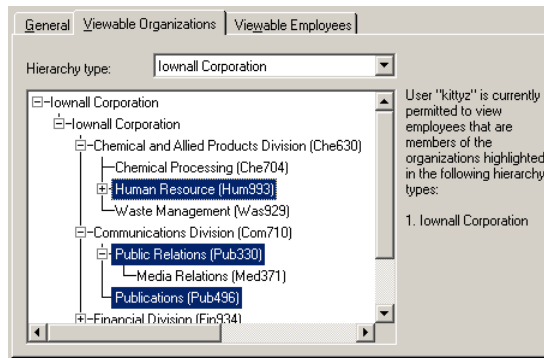 General Viewable Organizations Viewable Employees
Hierarchy type: Iownall Corporation
Iownall Corporation
Iownall Corporation
Chemical and Allied Products Division (Che630)
Chemical Processing (Che704)
Human Resource (Hum993)
Waste Management (Was929)
Communications Division (Com710)
Public Relations (Pub330)
Media Relations (Med371)
Publications (Pub496)
Financial Division (Fin934)
User "kittyz" is currently
permitted to view
employees that are
members of the
organizations highlighted
in the following hierarchy
types:
1. Iownall Corporation